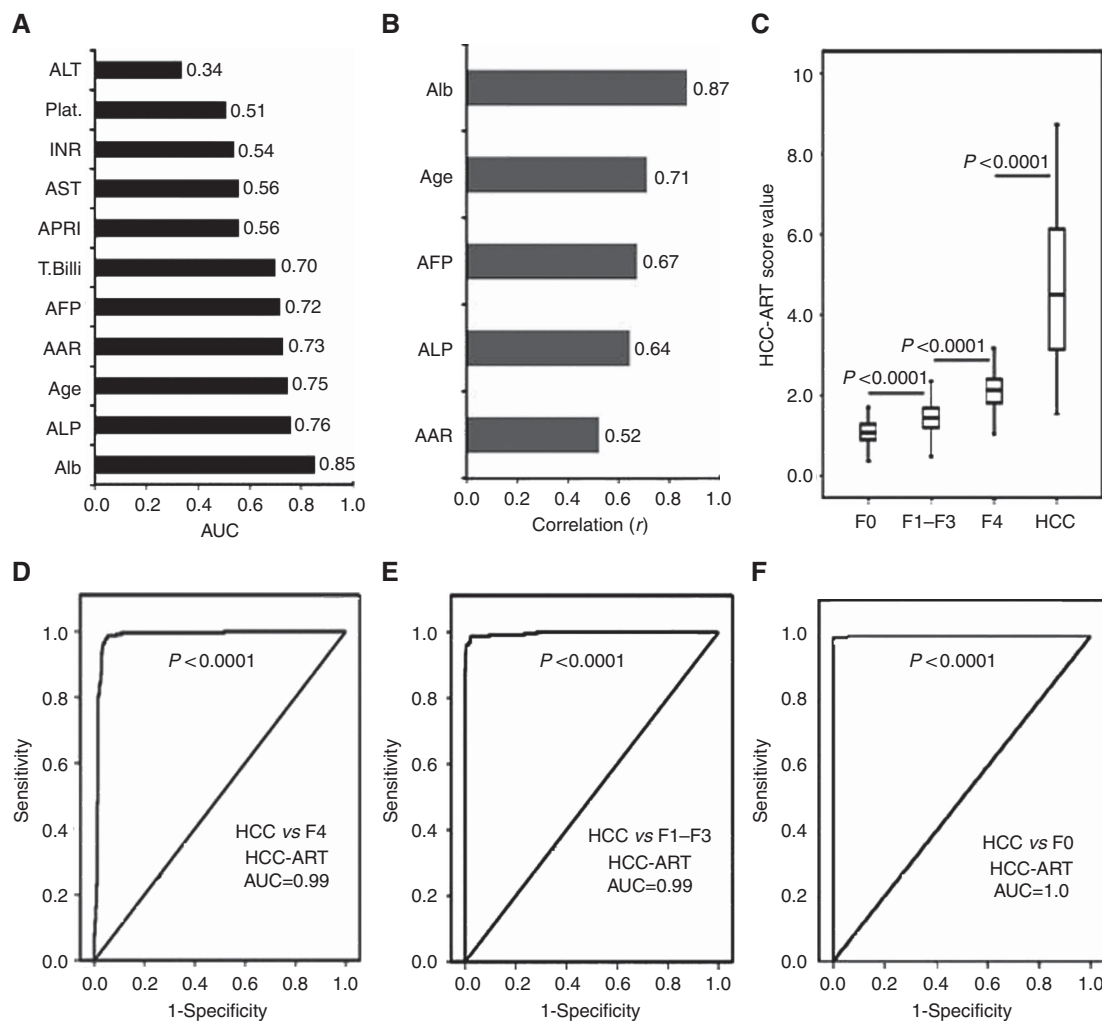 A
ALT
0.34
Plat.
0.51
INR
0.54
AST
0.56
APRI
0.56
T.Billi
0.70
AFP
0.72
AAR
0.73
Age
0.75
ALP
0.76
Alb
0.85
0.0 0.2 0.4 0.6 0.8 1.0
AUC
B
Alb
0.87
Age
0.71
AFP
0.67
ALP
0.64
AAR
0.52
0.0 0.2 0.4 0.6 0.8 1.0
Correlation (r)
C
HCC-ART score value
10
8.0
6.0
4.0
2.0
0.0
P<0.0001
P<0.0001
P<0.0001
F0 F1–F3 F4 HCC
D
Sensitivity
1.0
0.8
0.6
0.4
0.2
0.0
P<0.0001
HCC vs F4
HCC-ART
AUC=0.99
0.0 0.2 0.4 0.6 0.8 1.0
1-Specificity
E
Sensitivity
1.0
0.8
0.6
0.4
0.2
0.0
P<0.0001
HCC vs F1–F3
HCC-ART
AUC=0.99
0.0 0.2 0.4 0.6 0.8 1.0
1-Specificity
F
Sensitivity
1.0
0.8
0.6
0.4
0.2
0.0
P<0.0001
HCC vs F0
HCC-ART
AUC=1.0
0.0 0.2 0.4 0.6 0.8 1.0
1-Specificity